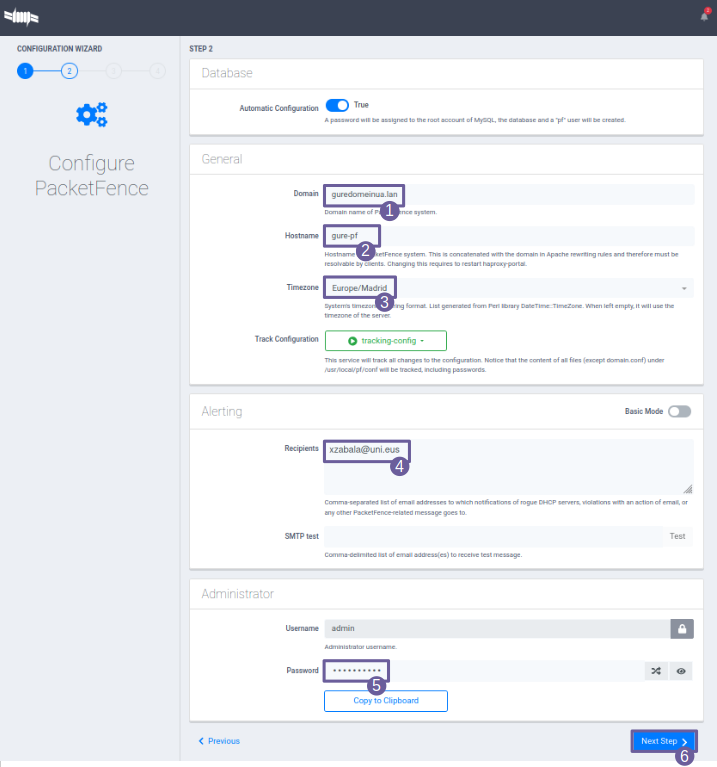 1
CONFIGURATION WIZARD
1 2 3 4
Configure
PacketFence
STEP 2
Database
Automatic Configuration True
A password will be assigned to the root account of MySQL, the database and a "pf" user will be created.
General
Domain guredomeinua.lan
1
Domain name of system.
Hostname gure-pf
2
Hostname PacketFence system. This is concatenated with the domain in Apache rewriting rules and therefore must be
resolvable by clients. Changing this requires to restart haproxy-portal.
Timezone Europe/Madrid
3
System's timezone format. List generated from Perl library DateTime::TimeZone. When left empty, it will use the
timezone of the server.
Track Configuration tracking-config
This service will track all changes to the configuration. Notice that the content of all files (except domain.conf) under
/usr/local/pf/conf will be tracked, including passwords.
Alerting Basic Mode
Recipients xzabala@uni.eus
4
Comma-separated list of email addresses to which notifications of rogue DHCP servers, violations with an action of email, or
any other PacketFence-related message goes to.
SMTP test Test
Comma-delimited list of email address(es) to receive test message.
Administrator
Username admin
Administrator username.
Password ••••••••••
5
Copy to Clipboard
Previous Next Step
6